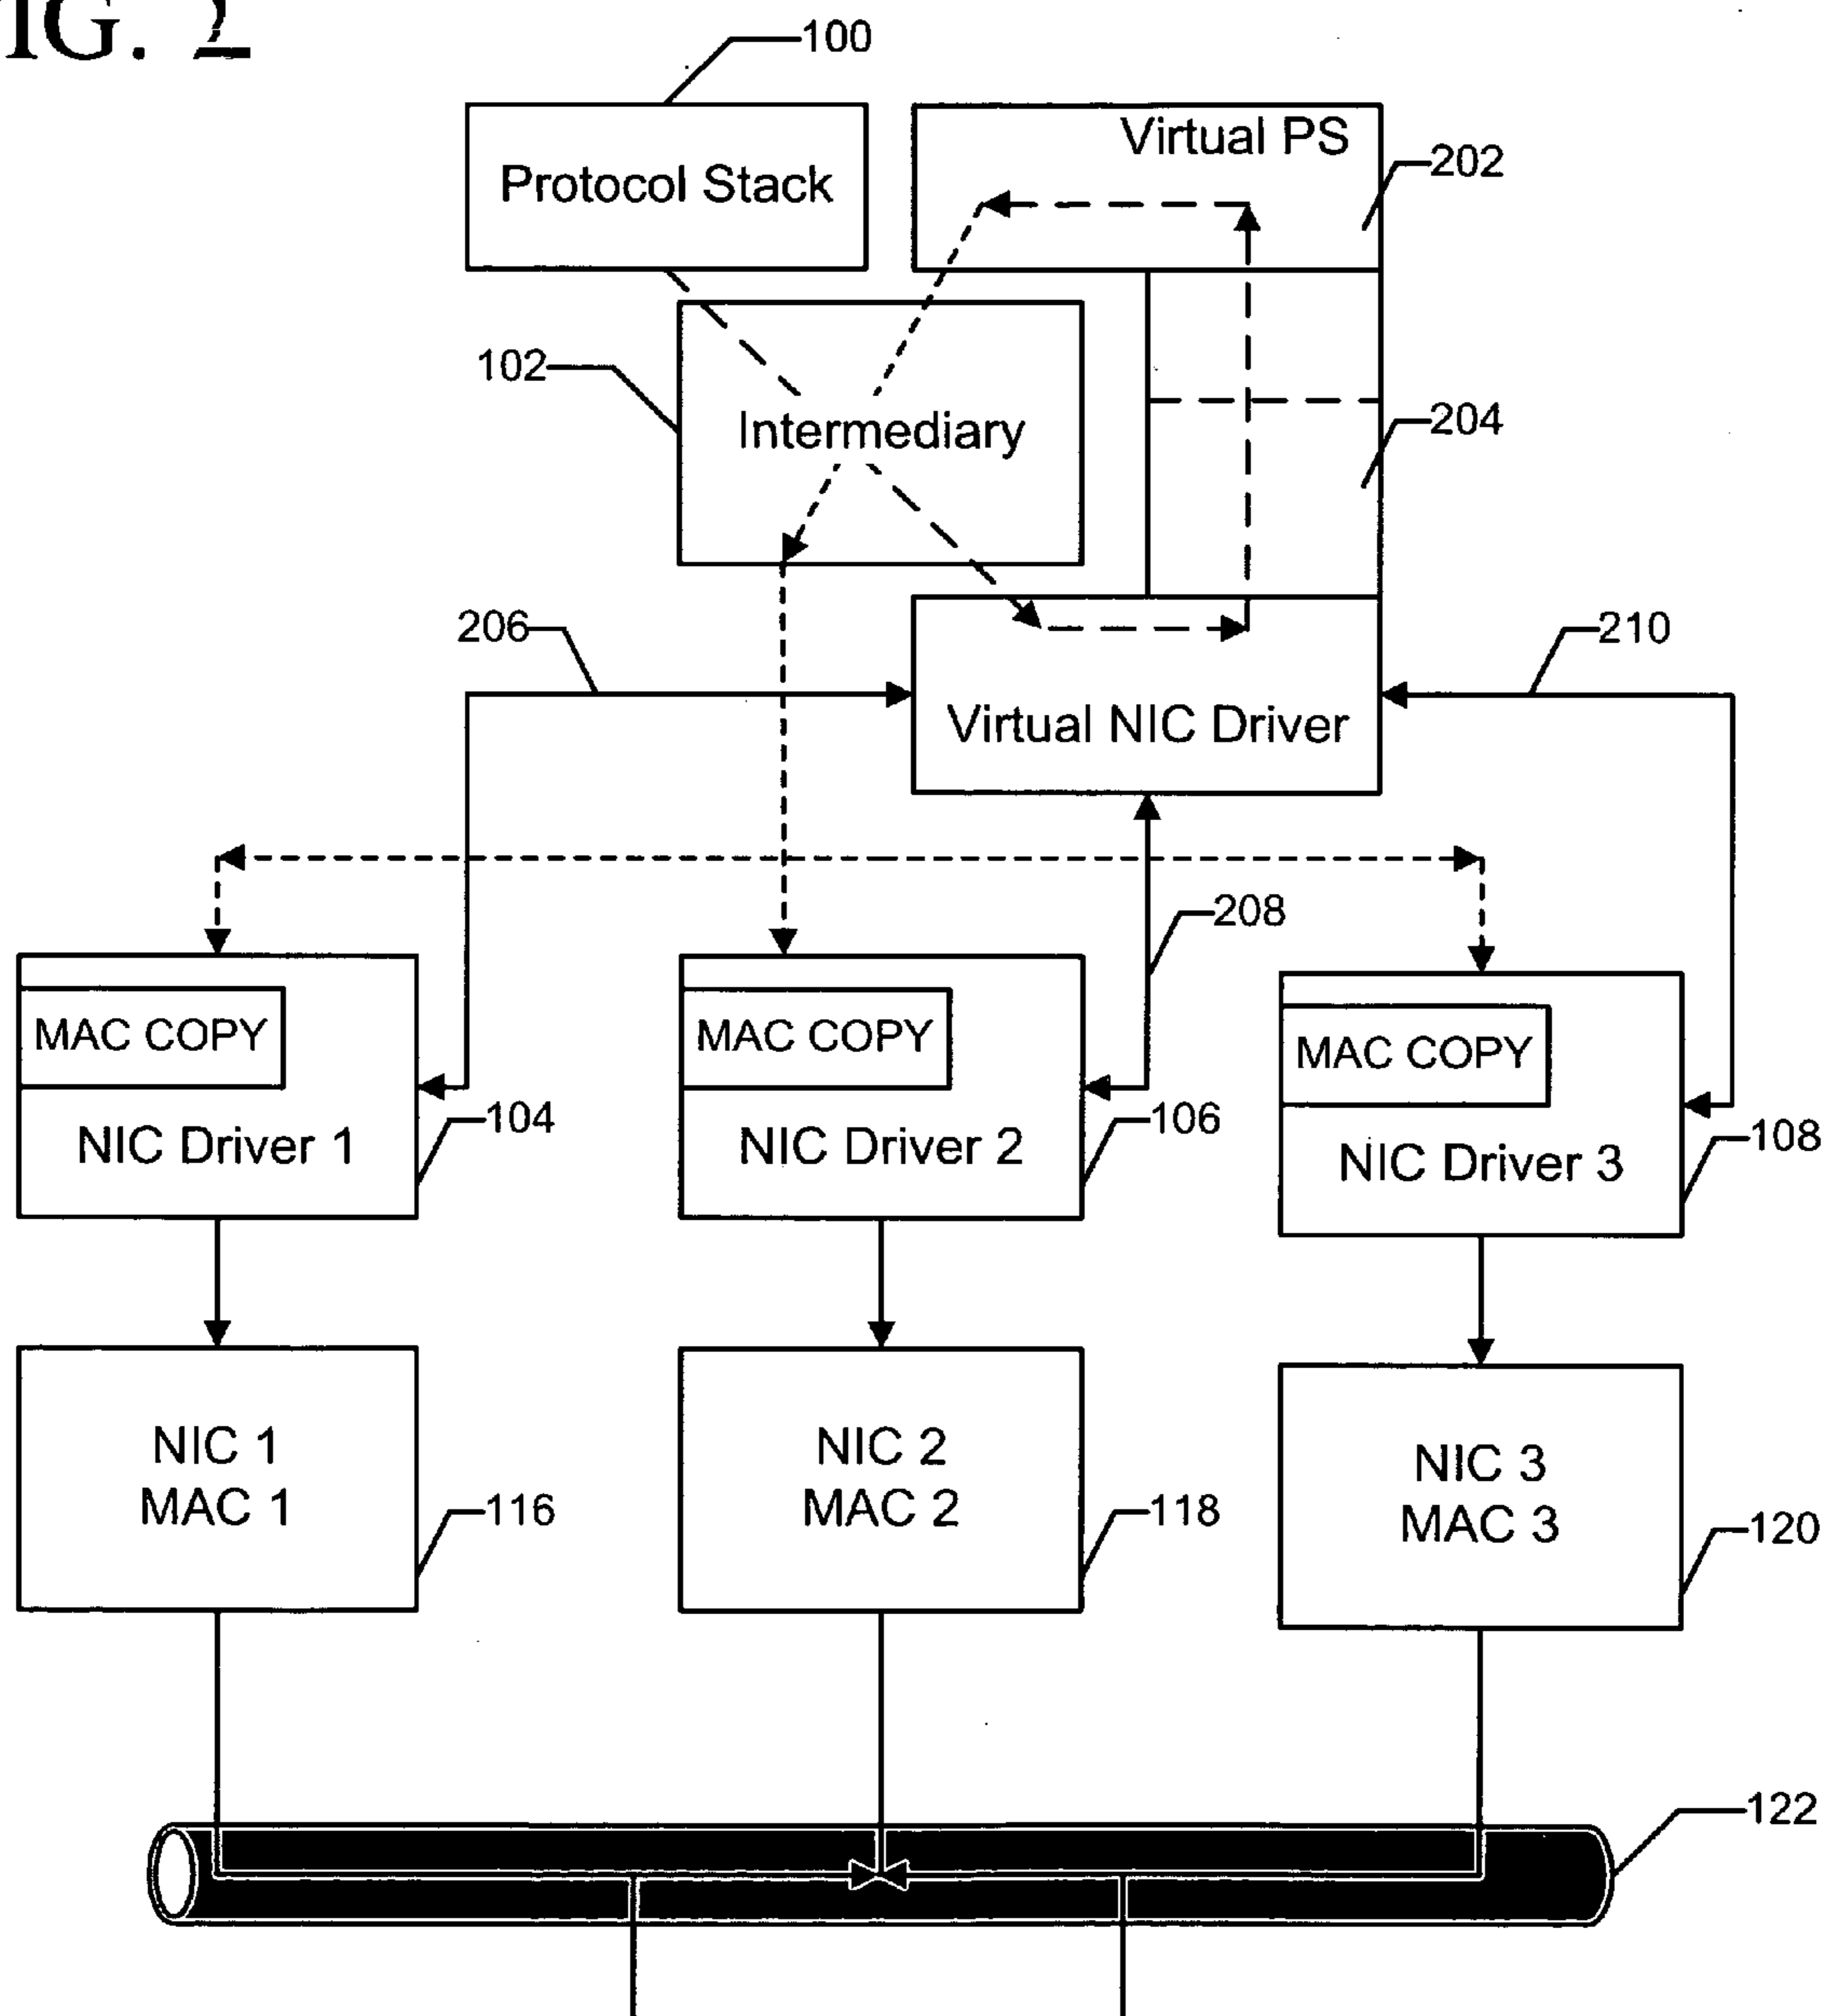 FIG. 2
100
Protocol Stack
Virtual PS
202
102
Intermediary
204
206
210
Virtual NIC Driver
208
MAC COPY
MAC COPY
MAC COPY
NIC Driver 1
104
NIC Driver 2
106
NIC Driver 3
108
NIC 1
MAC 1
116
NIC 2
MAC 2
118
NIC 3
MAC 3
120
122